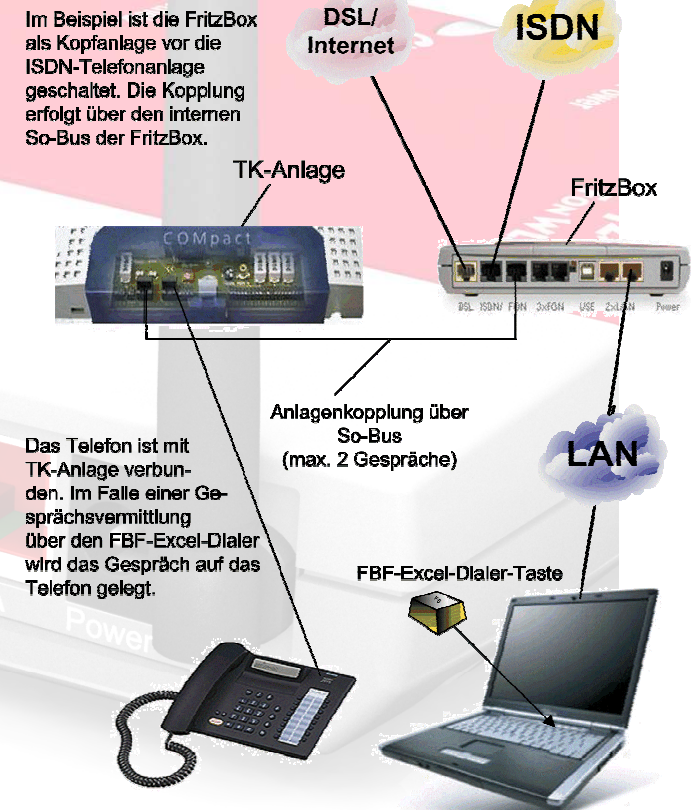 Im Beispiel ist die FritzBox
als Kopfanlage vor die
ISDN-Telefonanlage
geschaltet. Die Kopplung
erfolgt über den internen
So-Bus der FritzBox.
DSL/
Internet
ISDN
TK-Anlage
FritzBox
COMpact
DSL ISDN/ FON 3xFON USE 2xLAN Power
Anlagenkopplung über
So-Bus
(max. 2 Gespräche)
LAN
Das Telefon ist mit
TK-Anlage verbun-
den. Im Falle einer Ge-
sprächsvermittlung
über den FBF-Excel-Dialer
wird das Gespräch auf das
Telefon gelegt.
FBF-Excel-Dialer-Taste
Power